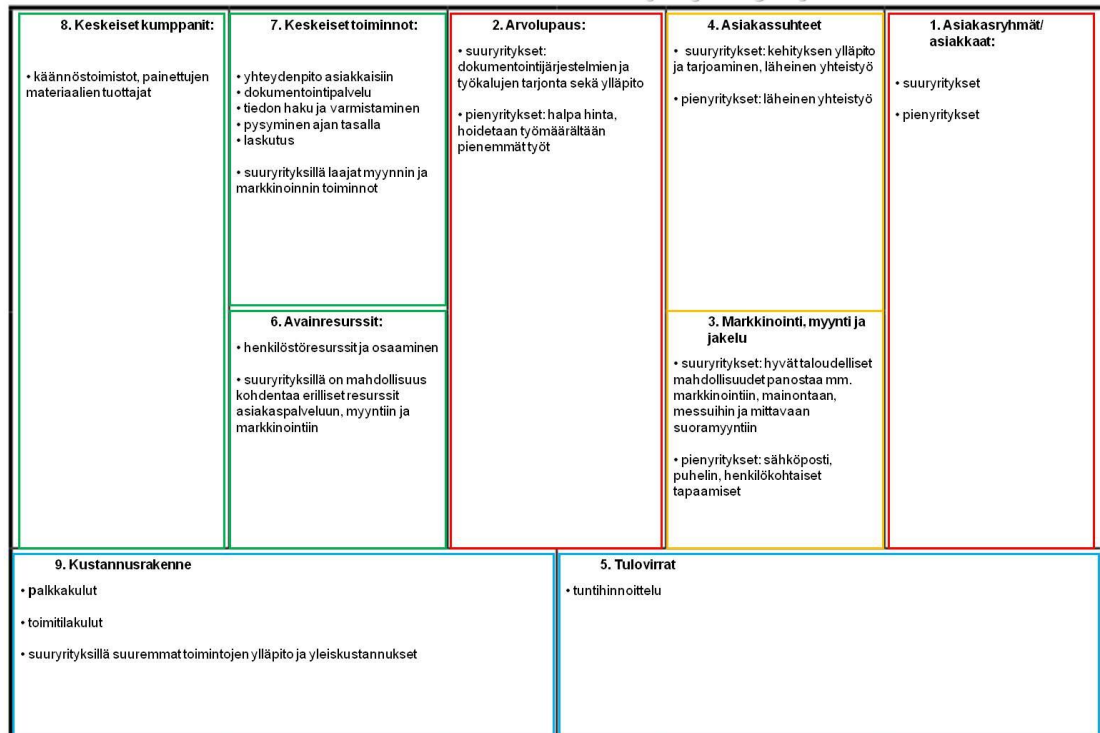 8. Keskeiset kumppanit:
• käännöstoimistot, painettujen
materiaalien tuottajat
7. Keskeiset toiminnot:
• yhteydenpito asiakkaisiin
• dokumentointipalvelu
• tiedon haku ja varmistaminen
• pysyminen ajan tasalla
• laskutus
• suuryrityksillä laajat myynnin ja
markkinoinnin toiminnot
6. Avainresurssit:
• henkilöstöresurssit ja osaaminen
• suuryrityksillä on mahdollisuus
kohdentaa erilliset resurssit
asiakaspalveluun, myyntiin ja
markkinointiin
2. Arvolupaus:
• suuryritykset:
dokumentointijärjestelmien ja
työkalujen tarjonta sekä ylläpito
• pienyritykset: halpa hinta,
hoidetaan työmäärältään
pienemmät työt
4. Asiakassuhteet
• suuryritykset: kehityksen ylläpito
ja tarjoaminen, läheinen yhteistyö
• pienyritykset: läheinen yhteistyö
3. Markkinointi, myynti ja
jakelu
• suuryritykset: hyvät taloudelliset
mahdollisuudet panostaa mm.
markkinointiin, mainontaan,
messuihin ja mittavaan
suoramyyntiin
• pienyritykset: sähköposti,
puhelin, henkilökohtaiset
tapaamiset
1. Asiakasryhmät/
asiakkaat:
• suuryritykset
• pienyritykset
9. Kustannusrakenne
• palkkakulut
• toimitilakulut
• suuryrityksillä suuremmat toimintojen ylläpito ja yleiskustannukset
5. Tulovirrat
• tuntihinnoittelu